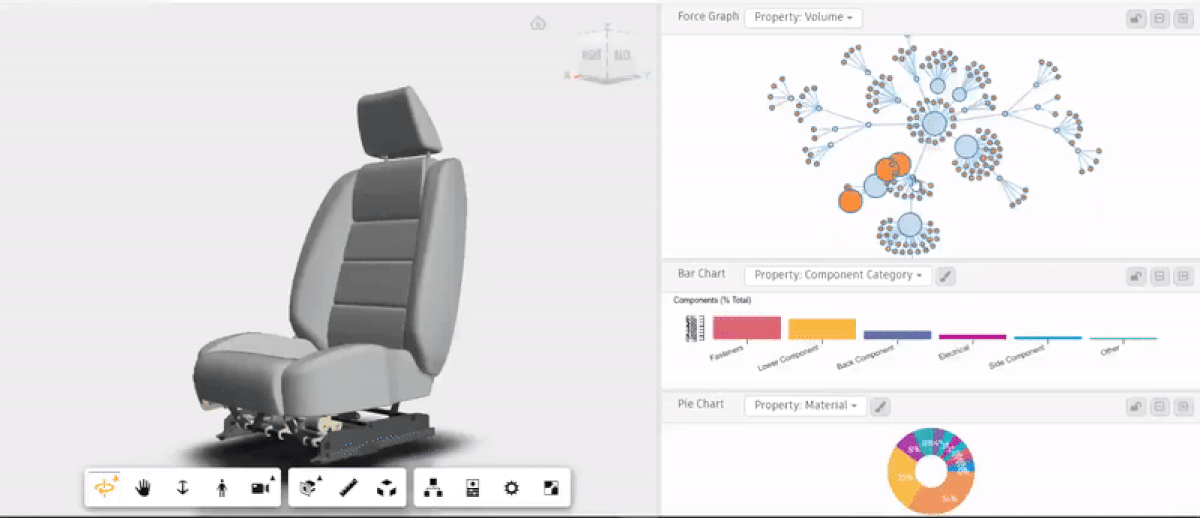 Force Graph
Property: Volume
Z
RIGHT
BACK
X
Y
Bar Chart
Property: Component Category
Components (% Total)
Fasteners
Lower Component
Back Component
Electrical
Side Component
Other
Pie Chart
Property: Material